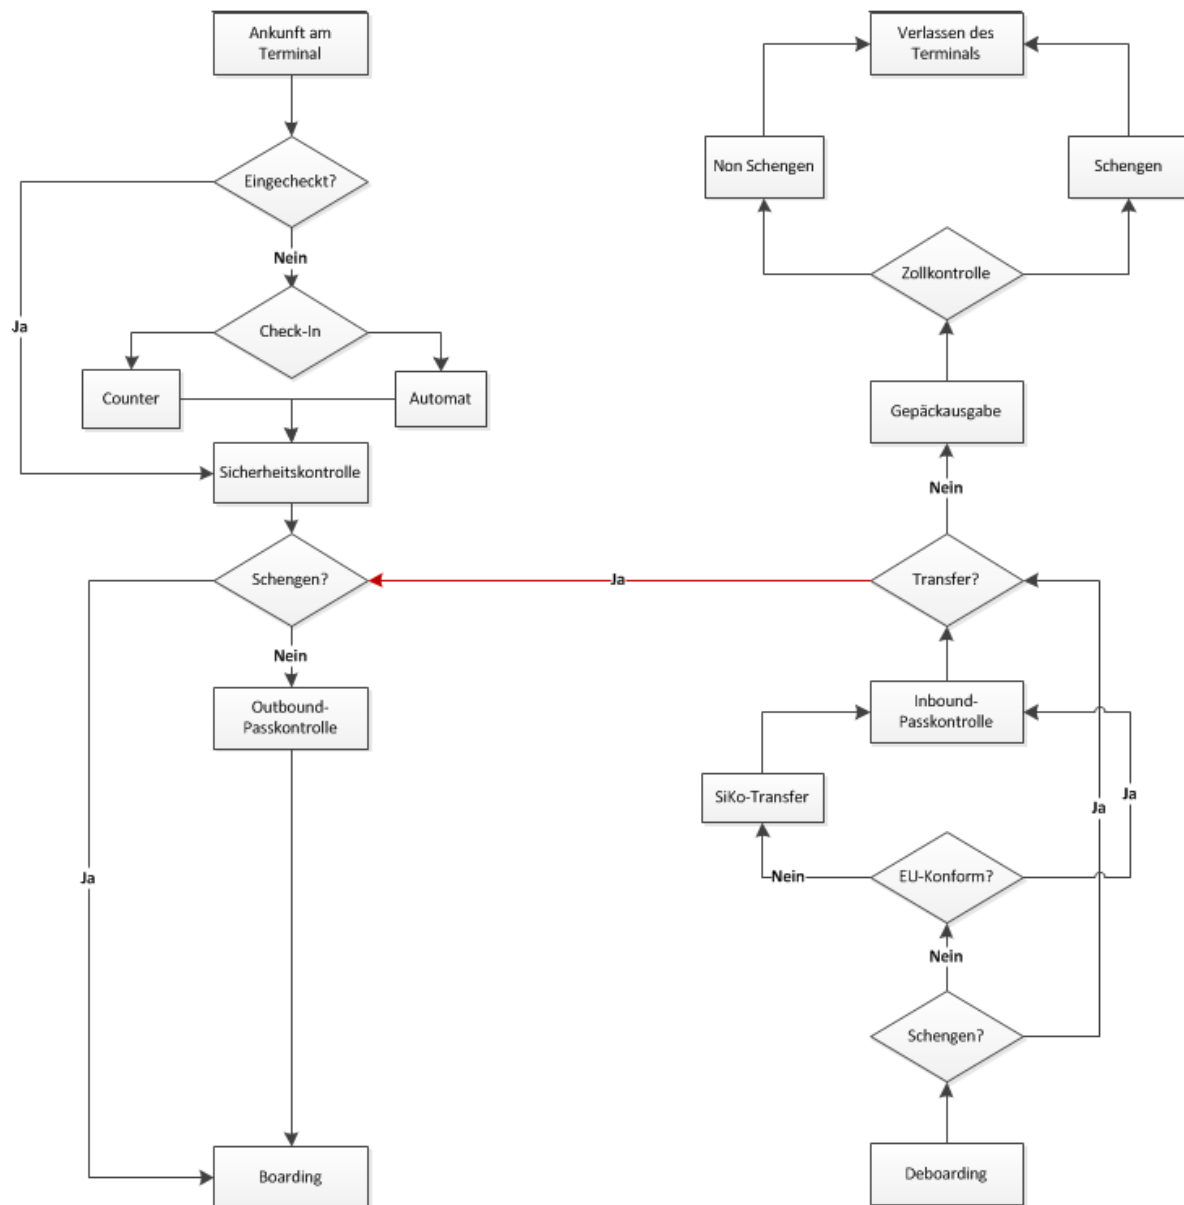 Ankunft am
Terminal
Eingecheckt?
Nein
Ja
Check-In
Counter
Automat
Sicherheitskontrolle
Schengen?
Nein
Outbound-
Passkontrolle
Ja
Boarding
Verlassen des
Terminals
Non Schengen
Schengen
Zollkontrolle
Gepäckausgabe
Nein
Ja
Transfer?
Inbound-
Passkontrolle
SiKo-Transfer
Ja
Ja
Nein
EU-Konform?
Nein
Schengen?
Deboarding